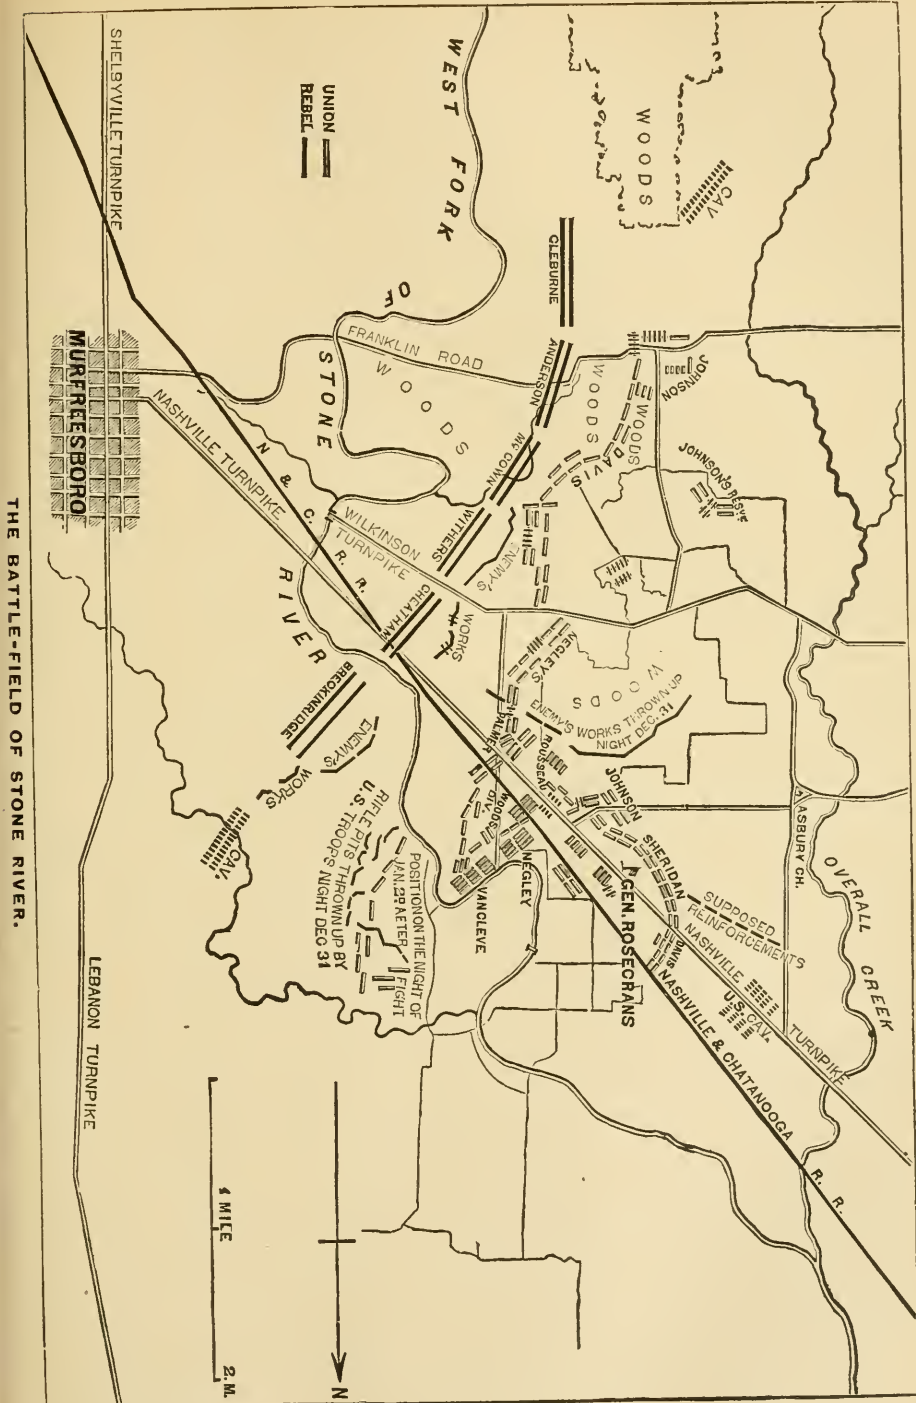 SHELBYVILLE TURNPIKE
WEST FORK
OF
STONE
RIVER
UNION
REBEL
WOODS
CAV
CLEBURNE
FRANKLIN ROAD
WOODS
ANDERSON
McCOWN
WITHERS
CHEATHAM
BRECKINRIDGE
WOODS
WOODS
DAVIS
JOHNSON
JOHNSON'S RESVE
MURFREESBORO
NASHVILLE TURNPIKE
N & C. R. R.
WILKINSON
TURNPIKE
ENEMY'S
WORKS
ENEMY'S
WORKS
CAV.
NEGLEY'S
WOODS
ENEMY'S WORKS THROWN UP
NIGHT DEC. 31
PALMER
ROUSSEAU
WOODS
DIV
NEGLEY
VANCLEVE
JOHNSON
SHERIDAN
DAVIS
GEN. ROSECRANS
SUPPOSED
REINFORCEMENTS
NASHVILLE TURNPIKE
U.S. CAV.
NASHVILLE & CHATANOOGA R. R.
ASBURY CH.
OVERALL CREEK
RIFLE PITS THROWN UP BY
U.S. TROOPS NIGHT DEC 31
POSITION ON THE NIGHT OF
JAN. 2D AFTER FIGHT
LEBANON TURNPIKE
1 MILE
2. M.
N
THE BATTLE-FIELD OF STONE RIVER.